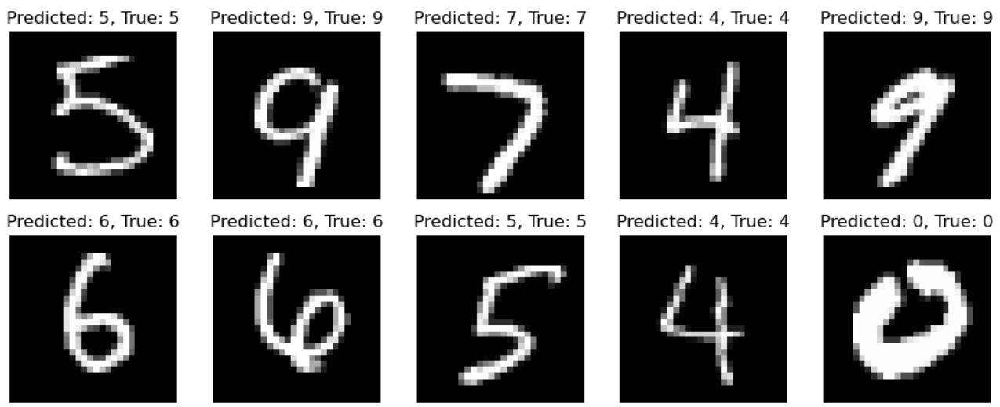 Predicted: 5, True: 5
Predicted: 9, True: 9
Predicted: 7, True: 7
Predicted: 4, True: 4
Predicted: 9, True: 9
5
9
7
4
9
Predicted: 6, True: 6
Predicted: 6, True: 6
Predicted: 5, True: 5
Predicted: 4, True: 4
Predicted: 0, True: 0
6
6
5
4
0